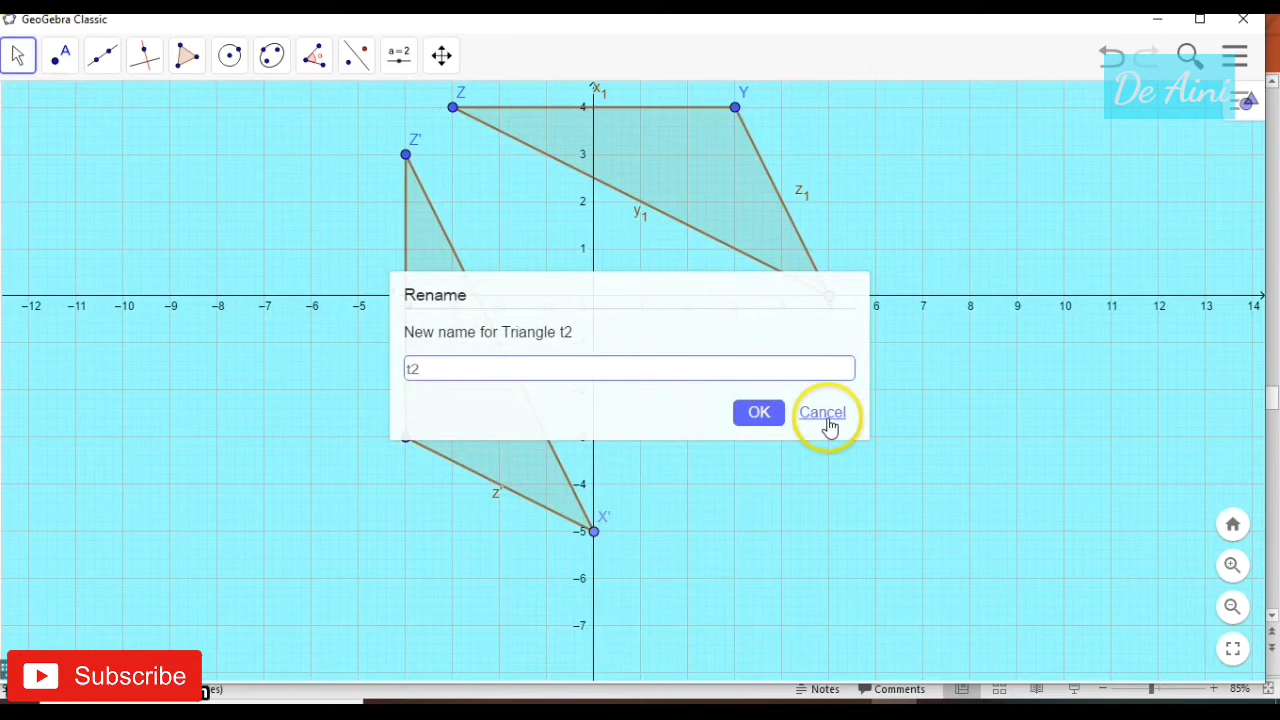 GeoGebra Classic
a=2
De Aini
Z
x1
Y
Z'
4
3
2
1
z1
y1
-12 -11 -10 -9 -8 -7 -6 -5 6 7 8 9 10 11 12 13 14
Rename
New name for Triangle t2
t2
OK
Cancel
z'
-4
X'
-5
-6
-7
Subscribe
Notes
Comments
85%